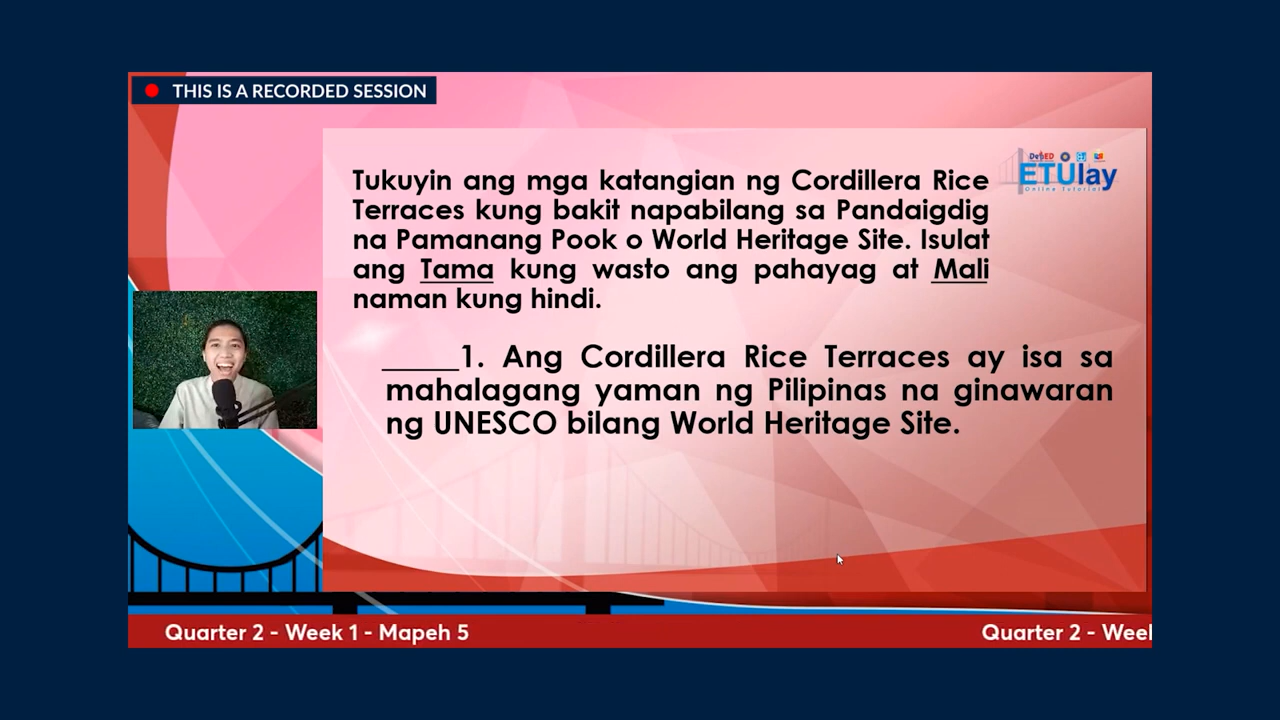 THIS IS A RECORDED SESSION
DepED
ETUlay
Online Tutorial
Tukuyin ang mga katangian ng Cordillera Rice
Terraces kung bakit napabilang sa Pandaigdig
na Pamanang Pook o World Heritage Site. Isulat
ang Tama kung wasto ang pahayag at Mali
naman kung hindi.
_____1. Ang Cordillera Rice Terraces ay isa sa
mahalagang yaman ng Pilipinas na ginawaran
ng UNESCO bilang World Heritage Site.
Quarter 2 - Week 1 - Mapeh 5
Quarter 2 - Weel